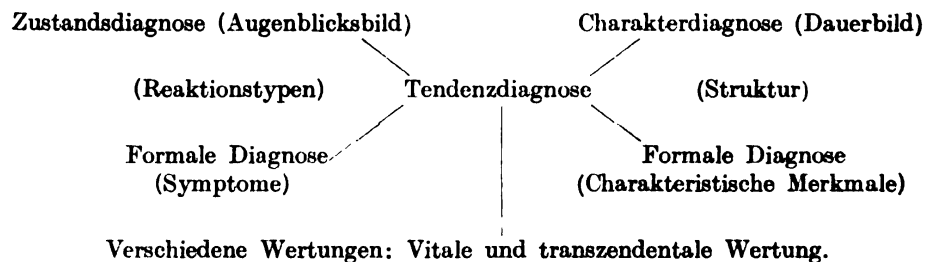 Zustandsdiagnose (Augenblicksbild) Charakterdiagnose (Dauerbild)
(Reaktionstypen) Tendenzdiagnose (Struktur)
Formale Diagnose Formale Diagnose
(Symptome) (Charakteristische Merkmale)
Verschiedene Wertungen: Vitale und transzendentale Wertung.